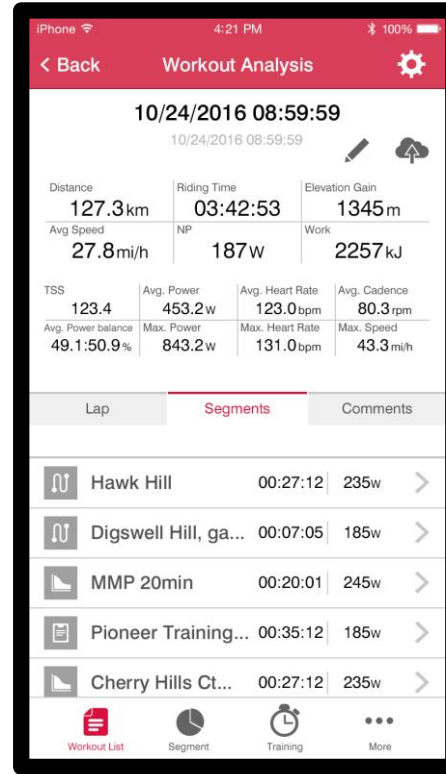 iPhone 4:21 PM 100%
< Back Workout Analysis
10/24/2016 08:59:59
10/24/2016 08:59:59
Distance Riding Time Elevation Gain
127.3km 03:42:53 1345m
Avg Speed NP Work
27.8mi/h 187W 2257kJ
TSS Avg. Power Avg. Heart Rate Avg. Cadence
123.4 453.2w 123.0bpm 80.3rpm
Avg. Power balance Max. Power Max. Heart Rate Max. Speed
49.1:50.9% 843.2w 131.0bpm 43.3mi/h
Lap Segments Comments
Hawk Hill 00:27:12 235w
Digswell Hill, ga... 00:07:05 185w
MMP 20min 00:20:01 245w
Pioneer Training... 00:35:12 185w
Cherry Hills Ct... 00:27:12 235w
Workout List Segment Training More